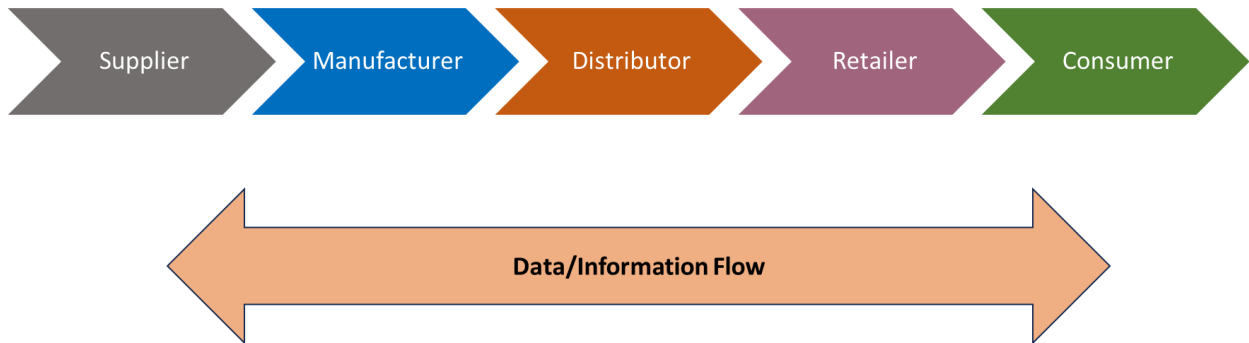 Supplier
Manufacturer
Distributor
Retailer
Consumer
Data/Information Flow